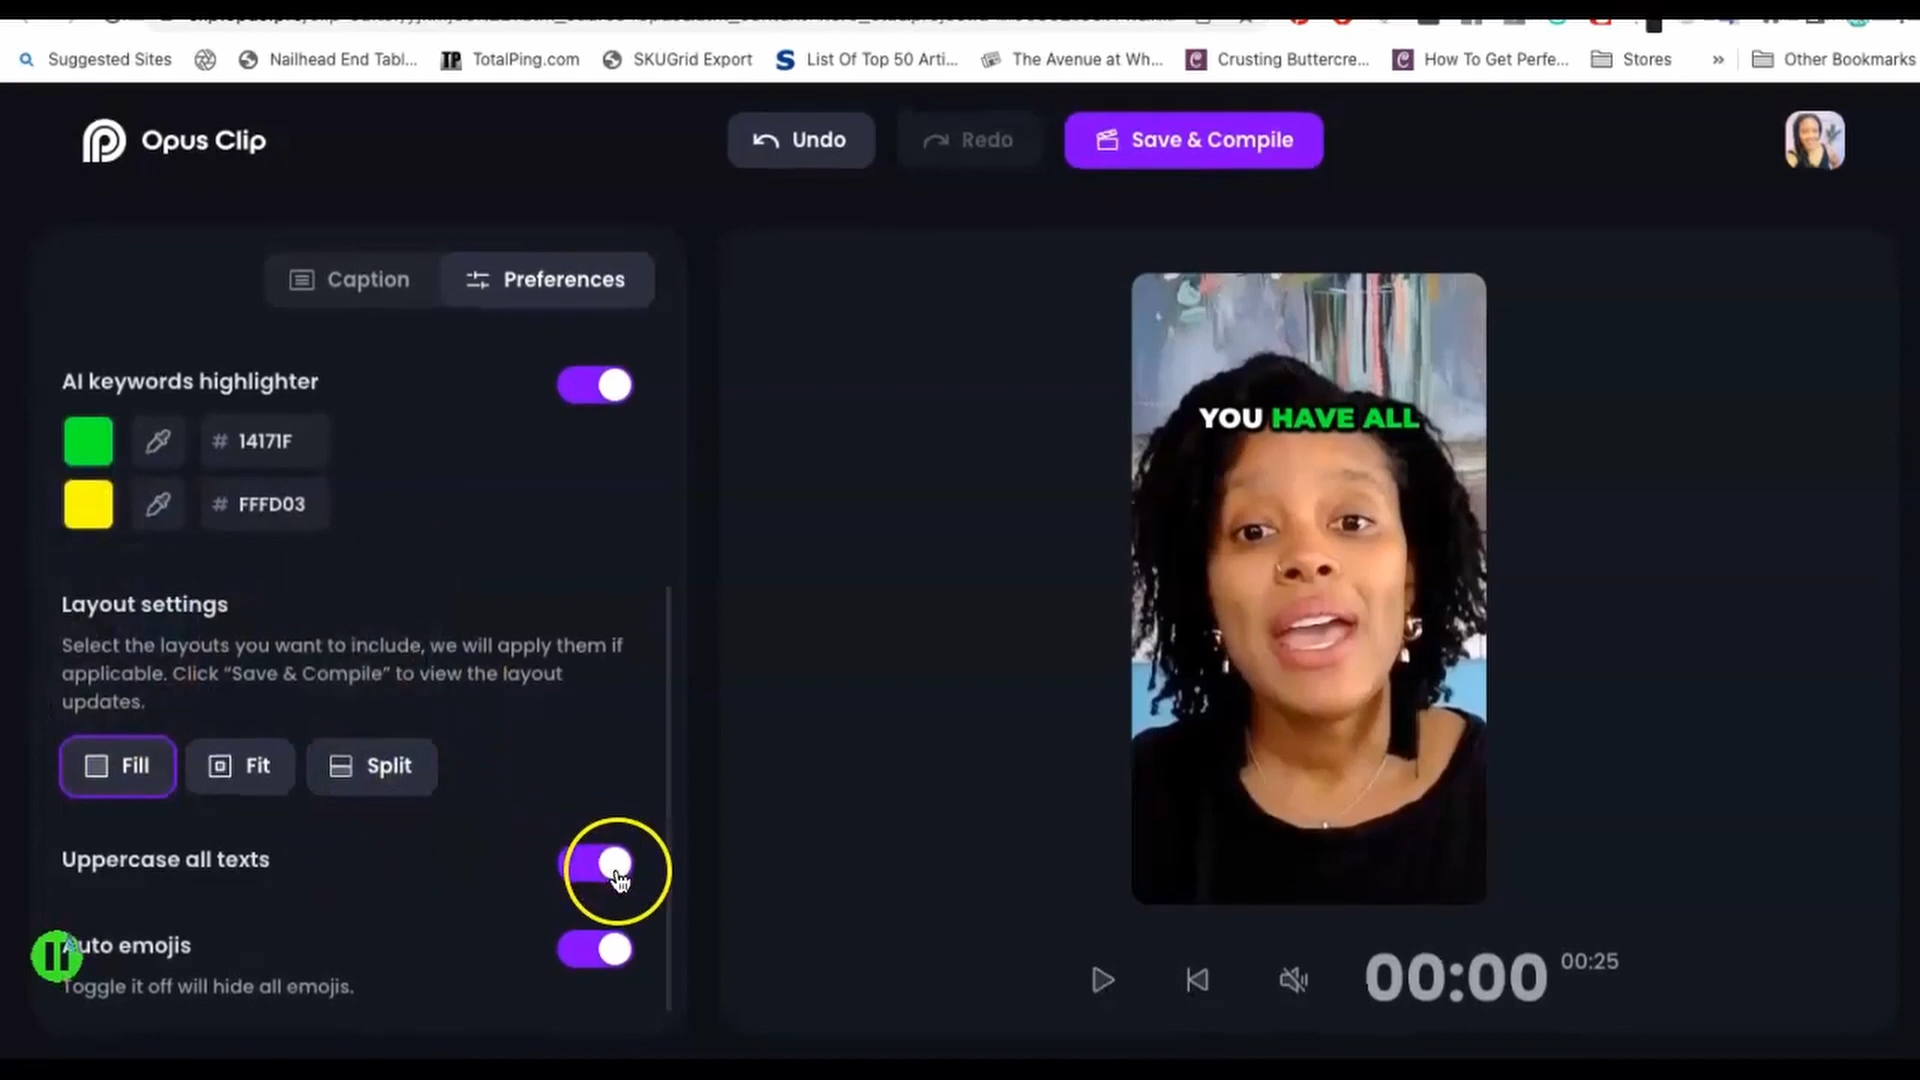 Suggested Sites
Nailhead End Tabl...
TotalPing.com
SKUGrid Export
List Of Top 50 Arti...
The Avenue at Wh...
Crusting Buttercre...
How To Get Perfe...
Stores
»
Other Bookmarks
Opus Clip
Undo
Redo
Save & Compile
Caption
Preferences
AI keywords highlighter
# 14171F
# FFFD03
Layout settings
Select the layouts you want to include, we will apply them if
applicable. Click “Save & Compile” to view the layout
updates.
Fill
Fit
Split
Uppercase all texts
Auto emojis
Toggle it off will hide all emojis.
YOU HAVE ALL
00:00
00:25